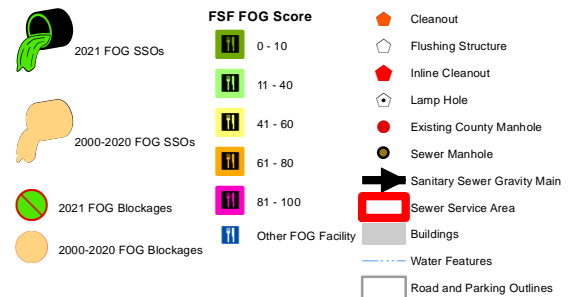 2021 FOG SSOs
2000-2020 FOG SSOs
2021 FOG Blockages
2000-2020 FOG Blockages
FSF FOG Score
0 - 10
11 - 40
41 - 60
61 - 80
81 - 100
Other FOG Facility
Cleanout
Flushing Structure
Inline Cleanout
Lamp Hole
Existing County Manhole
Sewer Manhole
Sanitary Sewer Gravity Main
Sewer Service Area
Buildings
Water Features
Road and Parking Outlines